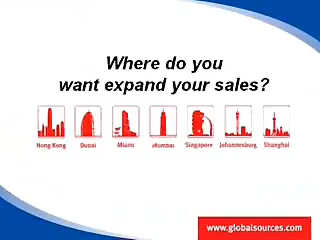 Where do you
want expand your sales?
Hong Kong Dubai Miami Mumbai Singapore Johannesburg Shanghai
www.globalsources.com